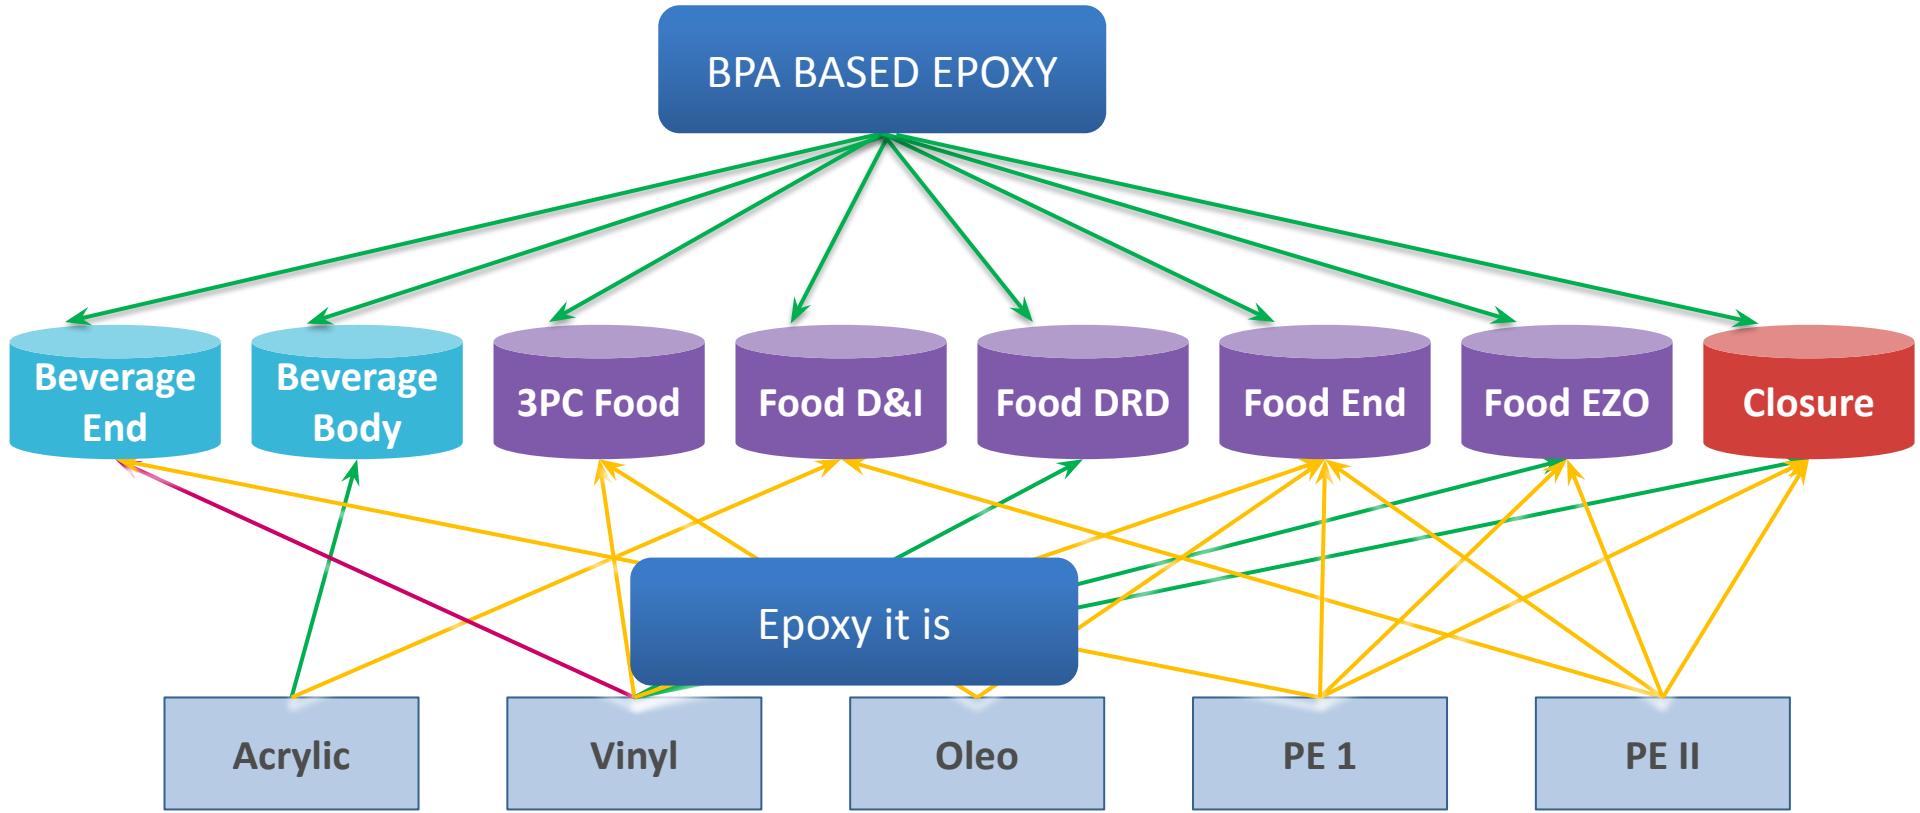 BPA BASED EPOXY
Beverage
End
Beverage
Body
3PC Food
Food D&I
Food DRD
Food End
Food EZO
Closure
Epoxy it is
Acrylic
Vinyl
Oleo
PE 1
PE II